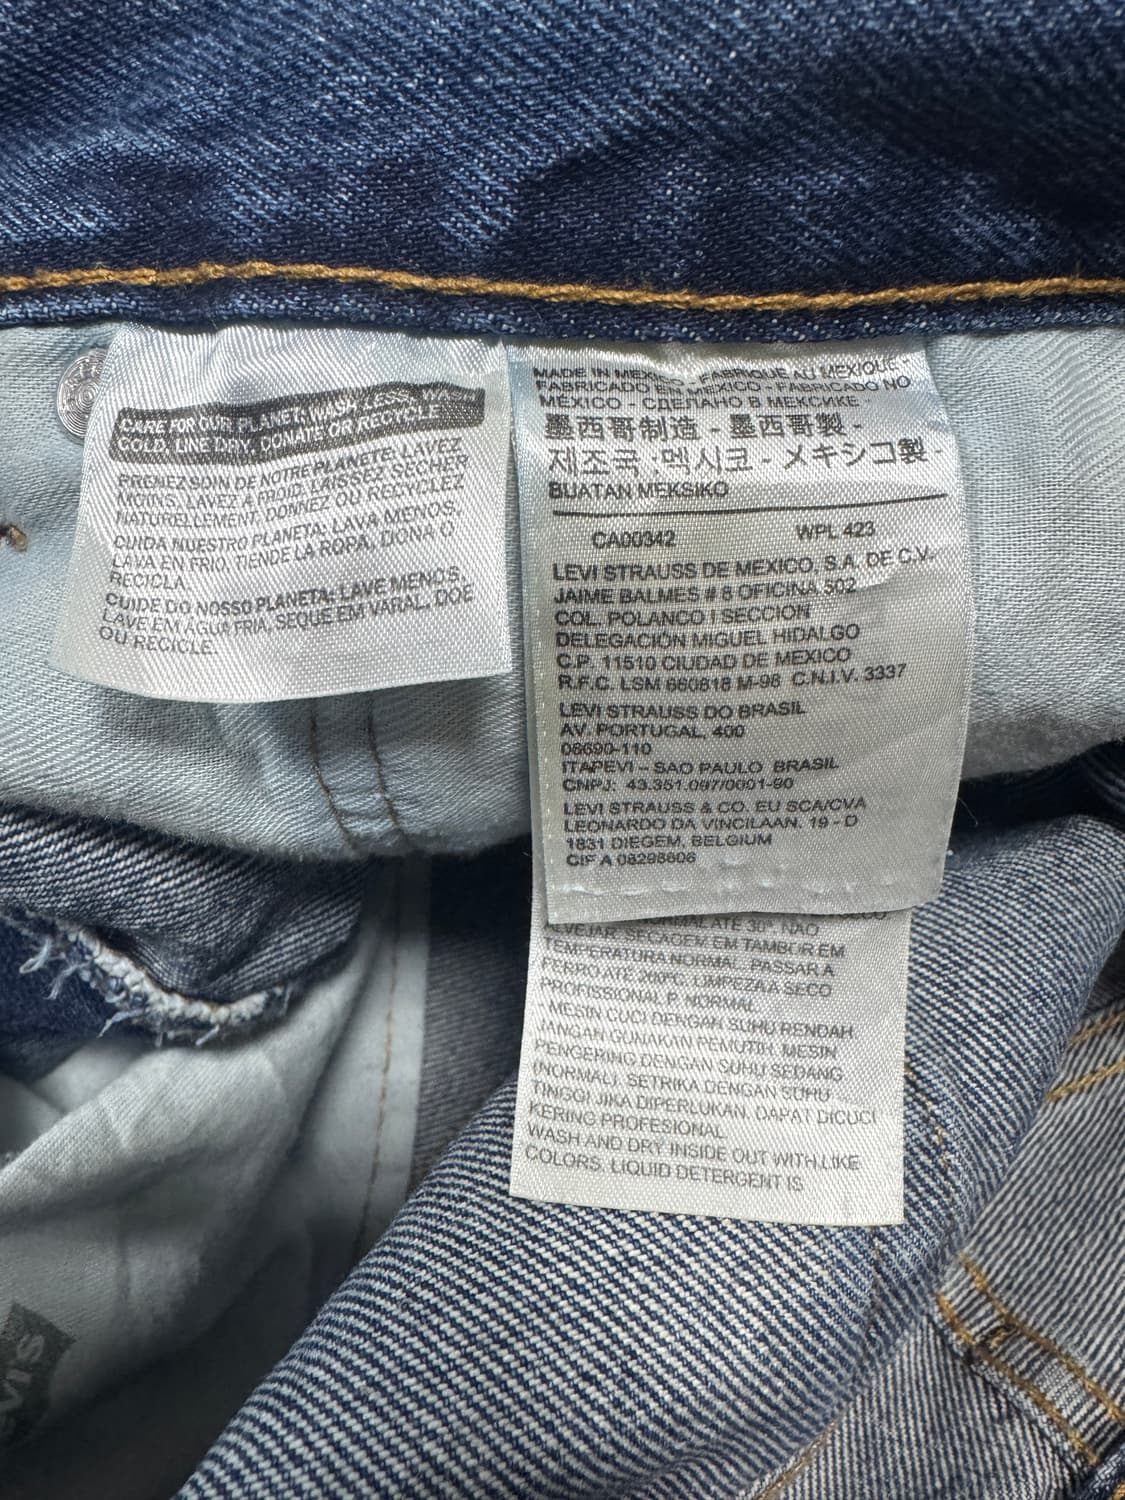 CARE FOR OUR PLANET: WASH LESS, WASH
COLD, LINE DRY, DONATE OR RECYCLE
PRENEZ SOIN DE NOTRE PLANETE: LAVEZ
MOINS, LAVEZ A FROID, LAISSEZ SECHER
NATURELLEMENT, DONNEZ OU RECYCLEZ
CUIDA NUESTRO PLANETA: LAVA MENOS,
LAVA EN FRIO, TIENDE LA ROPA, DONA O
RECICLA.
CUIDE DO NOSSO PLANETA: LAVE MENOS,
LAVE EM AGUA FRIA, SEQUE EM VARAL, DOE
OU RECICLE.
MADE IN MEXICO - FABRIQUE AU MEXIQUE -
FABRICADO EN MEXICO - FABRICADO NO
MÉXICO - СДЕЛАНО В МЕКСИКЕ -
墨西哥制造 - 墨西哥製 -
제조국 :멕시코 - メキシコ製 -
BUATAN MEKSIKO
CA00342 WPL 423
LEVI STRAUSS DE MEXICO, S.A. DE C.V.
JAIME BALMES # 8 OFICINA 502
COL. POLANCO I SECCION
DELEGACION MIGUEL HIDALGO
C.P. 11510 CIUDAD DE MEXICO
R.F.C. LSM 660818 M-98 C.N.I.V. 3337
LEVI STRAUSS DO BRASIL
AV. PORTUGAL, 400
06690-110
ITAPEVI – SAO PAULO BRASIL
CNPJ: 43.351.097/0001-90
LEVI STRAUSS & CO. EU SCA/CVA
LEONARDO DA VINCILAAN, 19 - D
1831 DIEGEM, BELGIUM
CIF A 08298606
SECO
ATE 30°. NAO
ALVEJAR. SECAGEM EM TAMBOR EM
TEMPERATURA NORMAL. PASSAR A
FERRO ATE 200°C. LIMPEZA A SECO
PROFISSIONAL P. NORMAL.
MESIN CUCI DENGAN SUHU RENDAH.
JANGAN GUNAKAN PEMUTIH. MESIN
PENGERING DENGAN SUHU SEDANG
(NORMAL). SETRIKA DENGAN SUHU
TINGGI JIKA DIPERLUKAN. DAPAT DICUCI
KERING PROFESIONAL.
WASH AND DRY INSIDE OUT WITH LIKE
COLORS. LIQUID DETERGENT IS